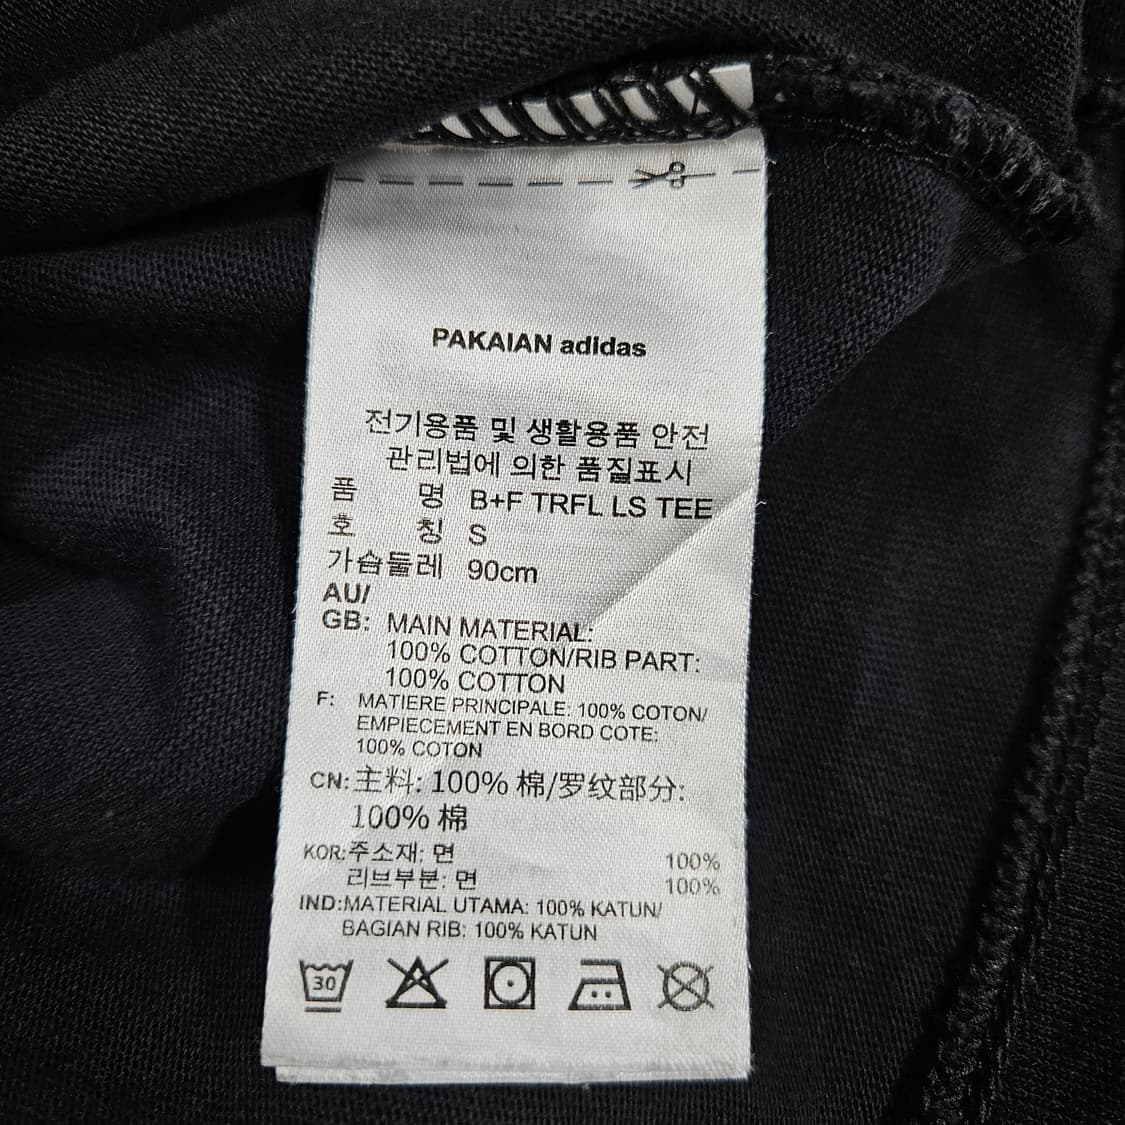 PAKAIAN adidas
전기용품 및 생활용품 안전
관리법에 의한 품질표시
품 명 B+F TRFL LS TEE
호 칭 S
가슴둘레 90cm
AU/
GB: MAIN MATERIAL:
100% COTTON/RIB PART:
100% COTTON
F: MATIERE PRINCIPALE: 100% COTON/
EMPIECEMENT EN BORD COTE:
100% COTON
CN: 主料: 100% 棉/罗纹部分:
100% 棉
KOR: 주소재: 면 100%
리브부분: 면 100%
IND: MATERIAL UTAMA: 100% KATUN/
BAGIAN RIB: 100% KATUN
30